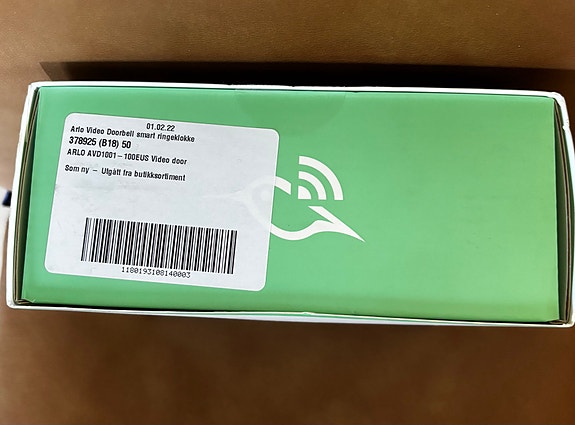 01.02.22
Arlo Video Doorbell smart ringeklokke
378925 (B18) 50
ARLO AVD1001-100EUS Video door
Som ny - Utgått fra butikksortiment
1180193108140003